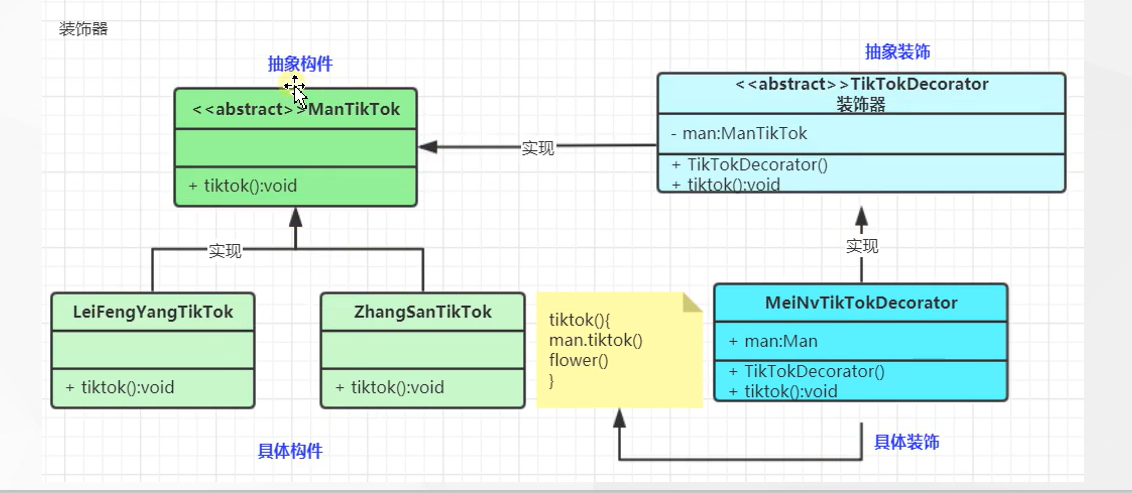 装饰器
抽象构件
<<abstract>>ManTikTok
+ tiktok():void
实现
抽象装饰
<<abstract>>TikTokDecorator
装饰器
- man:ManTikTok
+ TikTokDecorator()
+ tiktok():void
实现
LeiFengYangTikTok
+ tiktok():void
ZhangSanTikTok
+ tiktok():void
具体构件
tiktok(){
man.tiktok()
flower()
}
实现
MeiNvTikTokDecorator
+ man:Man
+ TikTokDecorator()
+ tiktok():void
具体装饰